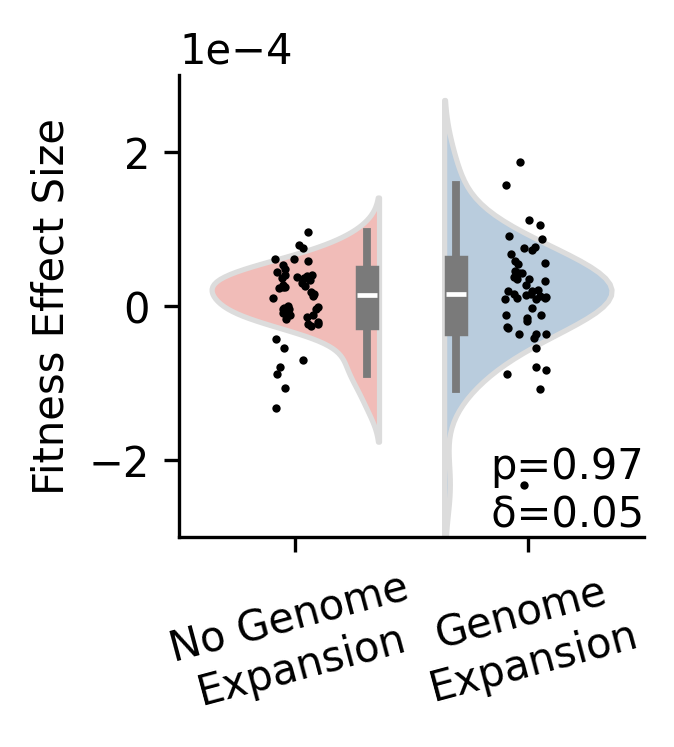 1e−4
Fitness Effect Size
2
0
−2
p=0.97
δ=0.05
No Genome
Expansion
Genome
Expansion